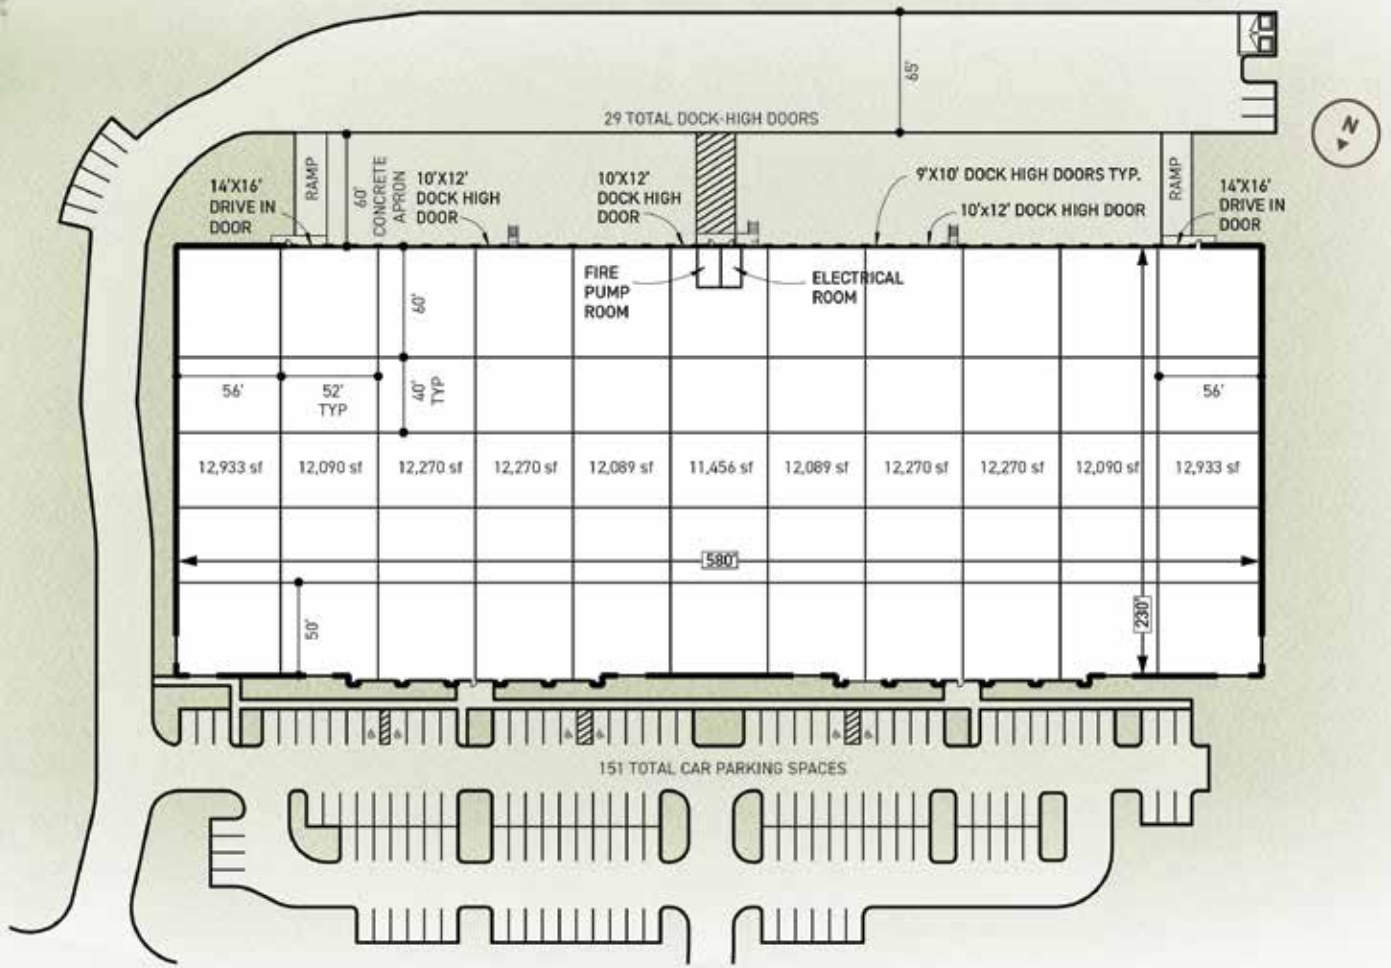 65'
29 TOTAL DOCK-HIGH DOORS
N
RAMP
60'
CONCRETE
APRON
14'X16'
DRIVE IN
DOOR
10'X12'
DOCK HIGH
DOOR
10'X12'
DOCK HIGH
DOOR
9'X10' DOCK HIGH DOORS TYP.
10'x12' DOCK HIGH DOOR
RAMP
14'X16'
DRIVE IN
DOOR
FIRE
PUMP
ROOM
ELECTRICAL
ROOM
60'
56'
52'
TYP
40'
TYP
56'
12,933 sf
12,090 sf
12,270 sf
12,270 sf
12,089 sf
11,456 sf
12,089 sf
12,270 sf
12,270 sf
12,090 sf
12,933 sf
580'
50'
230'
151 TOTAL CAR PARKING SPACES